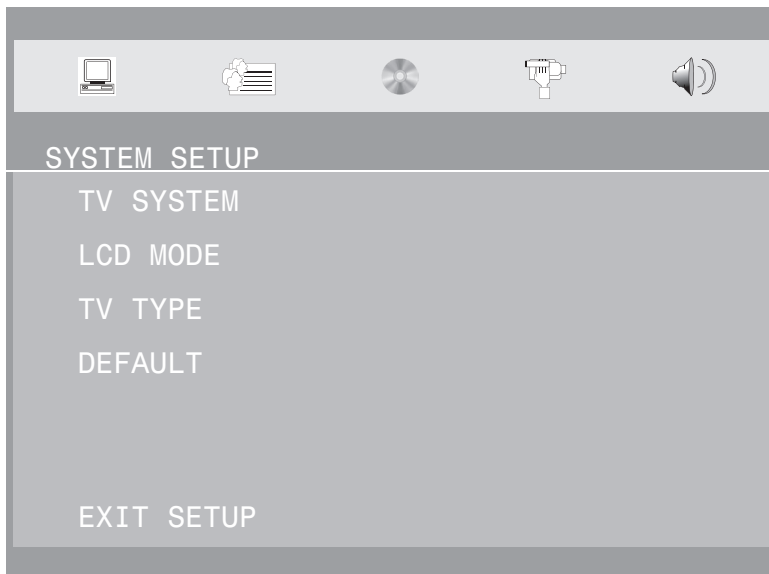 SYSTEM SETUP
TV SYSTEM
LCD MODE
TV TYPE
DEFAULT
EXIT SETUP